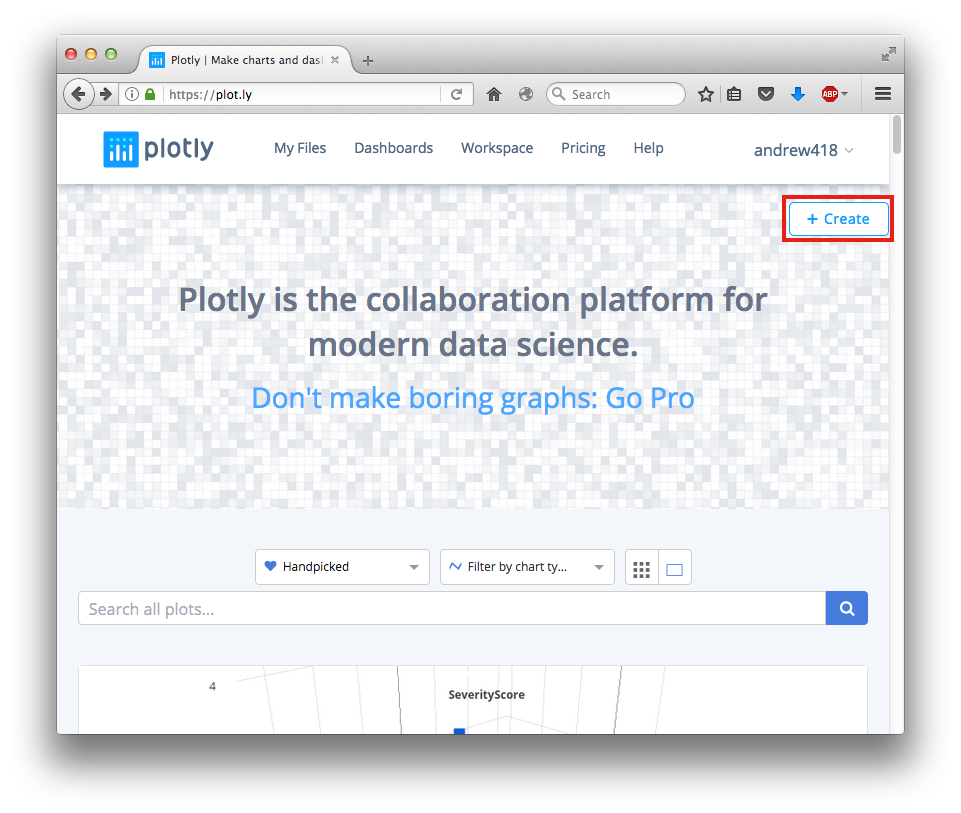 Plotly | Make charts and das
https://plot.ly
Search
ABP
plotly
My Files Dashboards Workspace Pricing Help
andrew418
+ Create
Plotly is the collaboration platform for
modern data science.
Don't make boring graphs: Go Pro
Handpicked
Filter by chart ty...
Search all plots...
4
SeverityScore